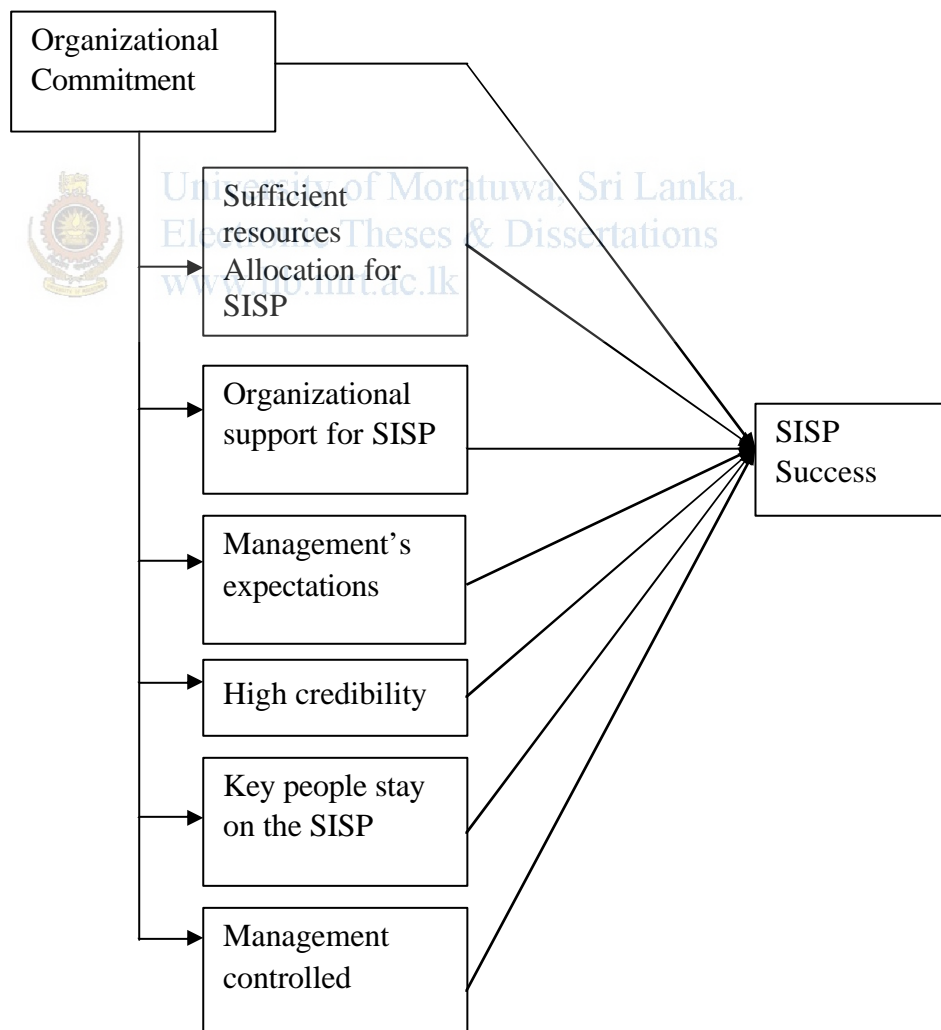 Organizational
Commitment
University of Moratuwa, Sri Lanka.
Electronic Theses & Dissertations
www.lib.mrt.ac.lk
Sufficient
resources
Allocation for
SISP
Organizational
support for SISP
SISP
Success
Management’s
expectations
High credibility
Key people stay
on the SISP
Management
controlled